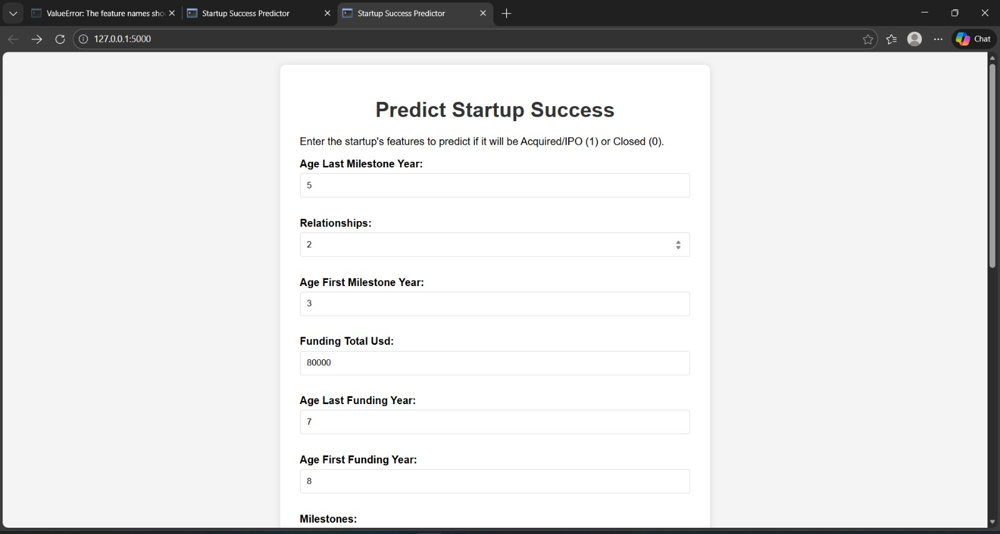 ValueError: The feature names sho
Startup Success Predictor
Startup Success Predictor
127.0.0.1:5000
Chat
Predict Startup Success
Enter the startup's features to predict if it will be Acquired/IPO (1) or Closed (0).
Age Last Milestone Year:
5
Relationships:
2
Age First Milestone Year:
3
Funding Total Usd:
80000
Age Last Funding Year:
7
Age First Funding Year:
8
Milestones: